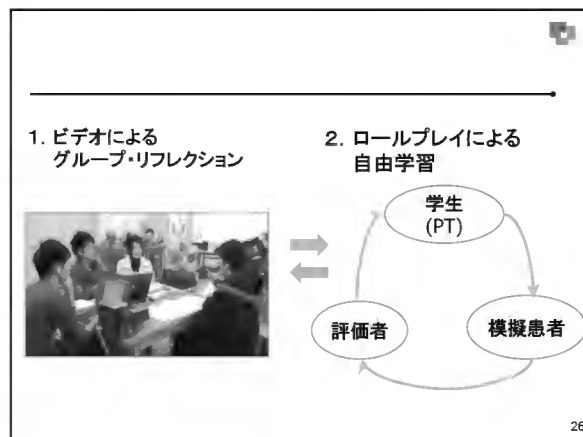 1. ビデオによる
グループ・リフレクション
2. ロールプレイによる
自由学習
学生
(PT)
評価者
模擬患者
26